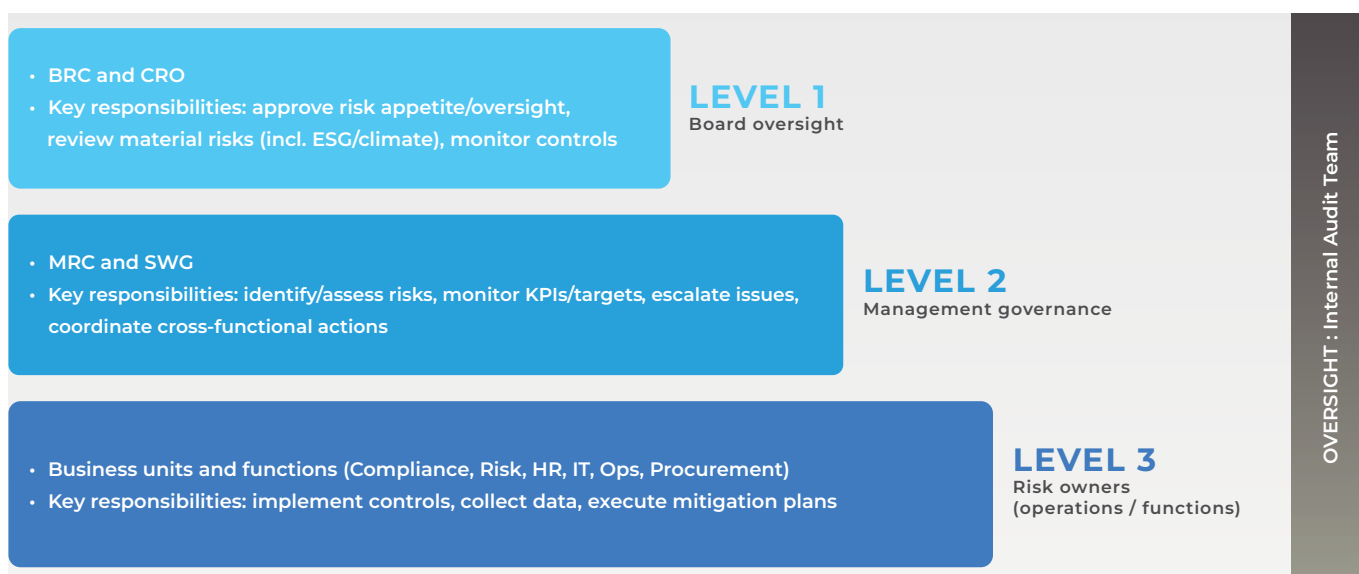 • BRC and CRO
• Key responsibilities: approve risk appetite/oversight,
review material risks (incl. ESG/climate), monitor controls
LEVEL 1
Board oversight
• MRC and SWG
• Key responsibilities: identify/assess risks, monitor KPIs/targets, escalate issues,
coordinate cross-functional actions
LEVEL 2
Management governance
• Business units and functions (Compliance, Risk, HR, IT, Ops, Procurement)
• Key responsibilities: implement controls, collect data, execute mitigation plans
LEVEL 3
Risk owners
(operations / functions)
OVERSIGHT : Internal Audit Team